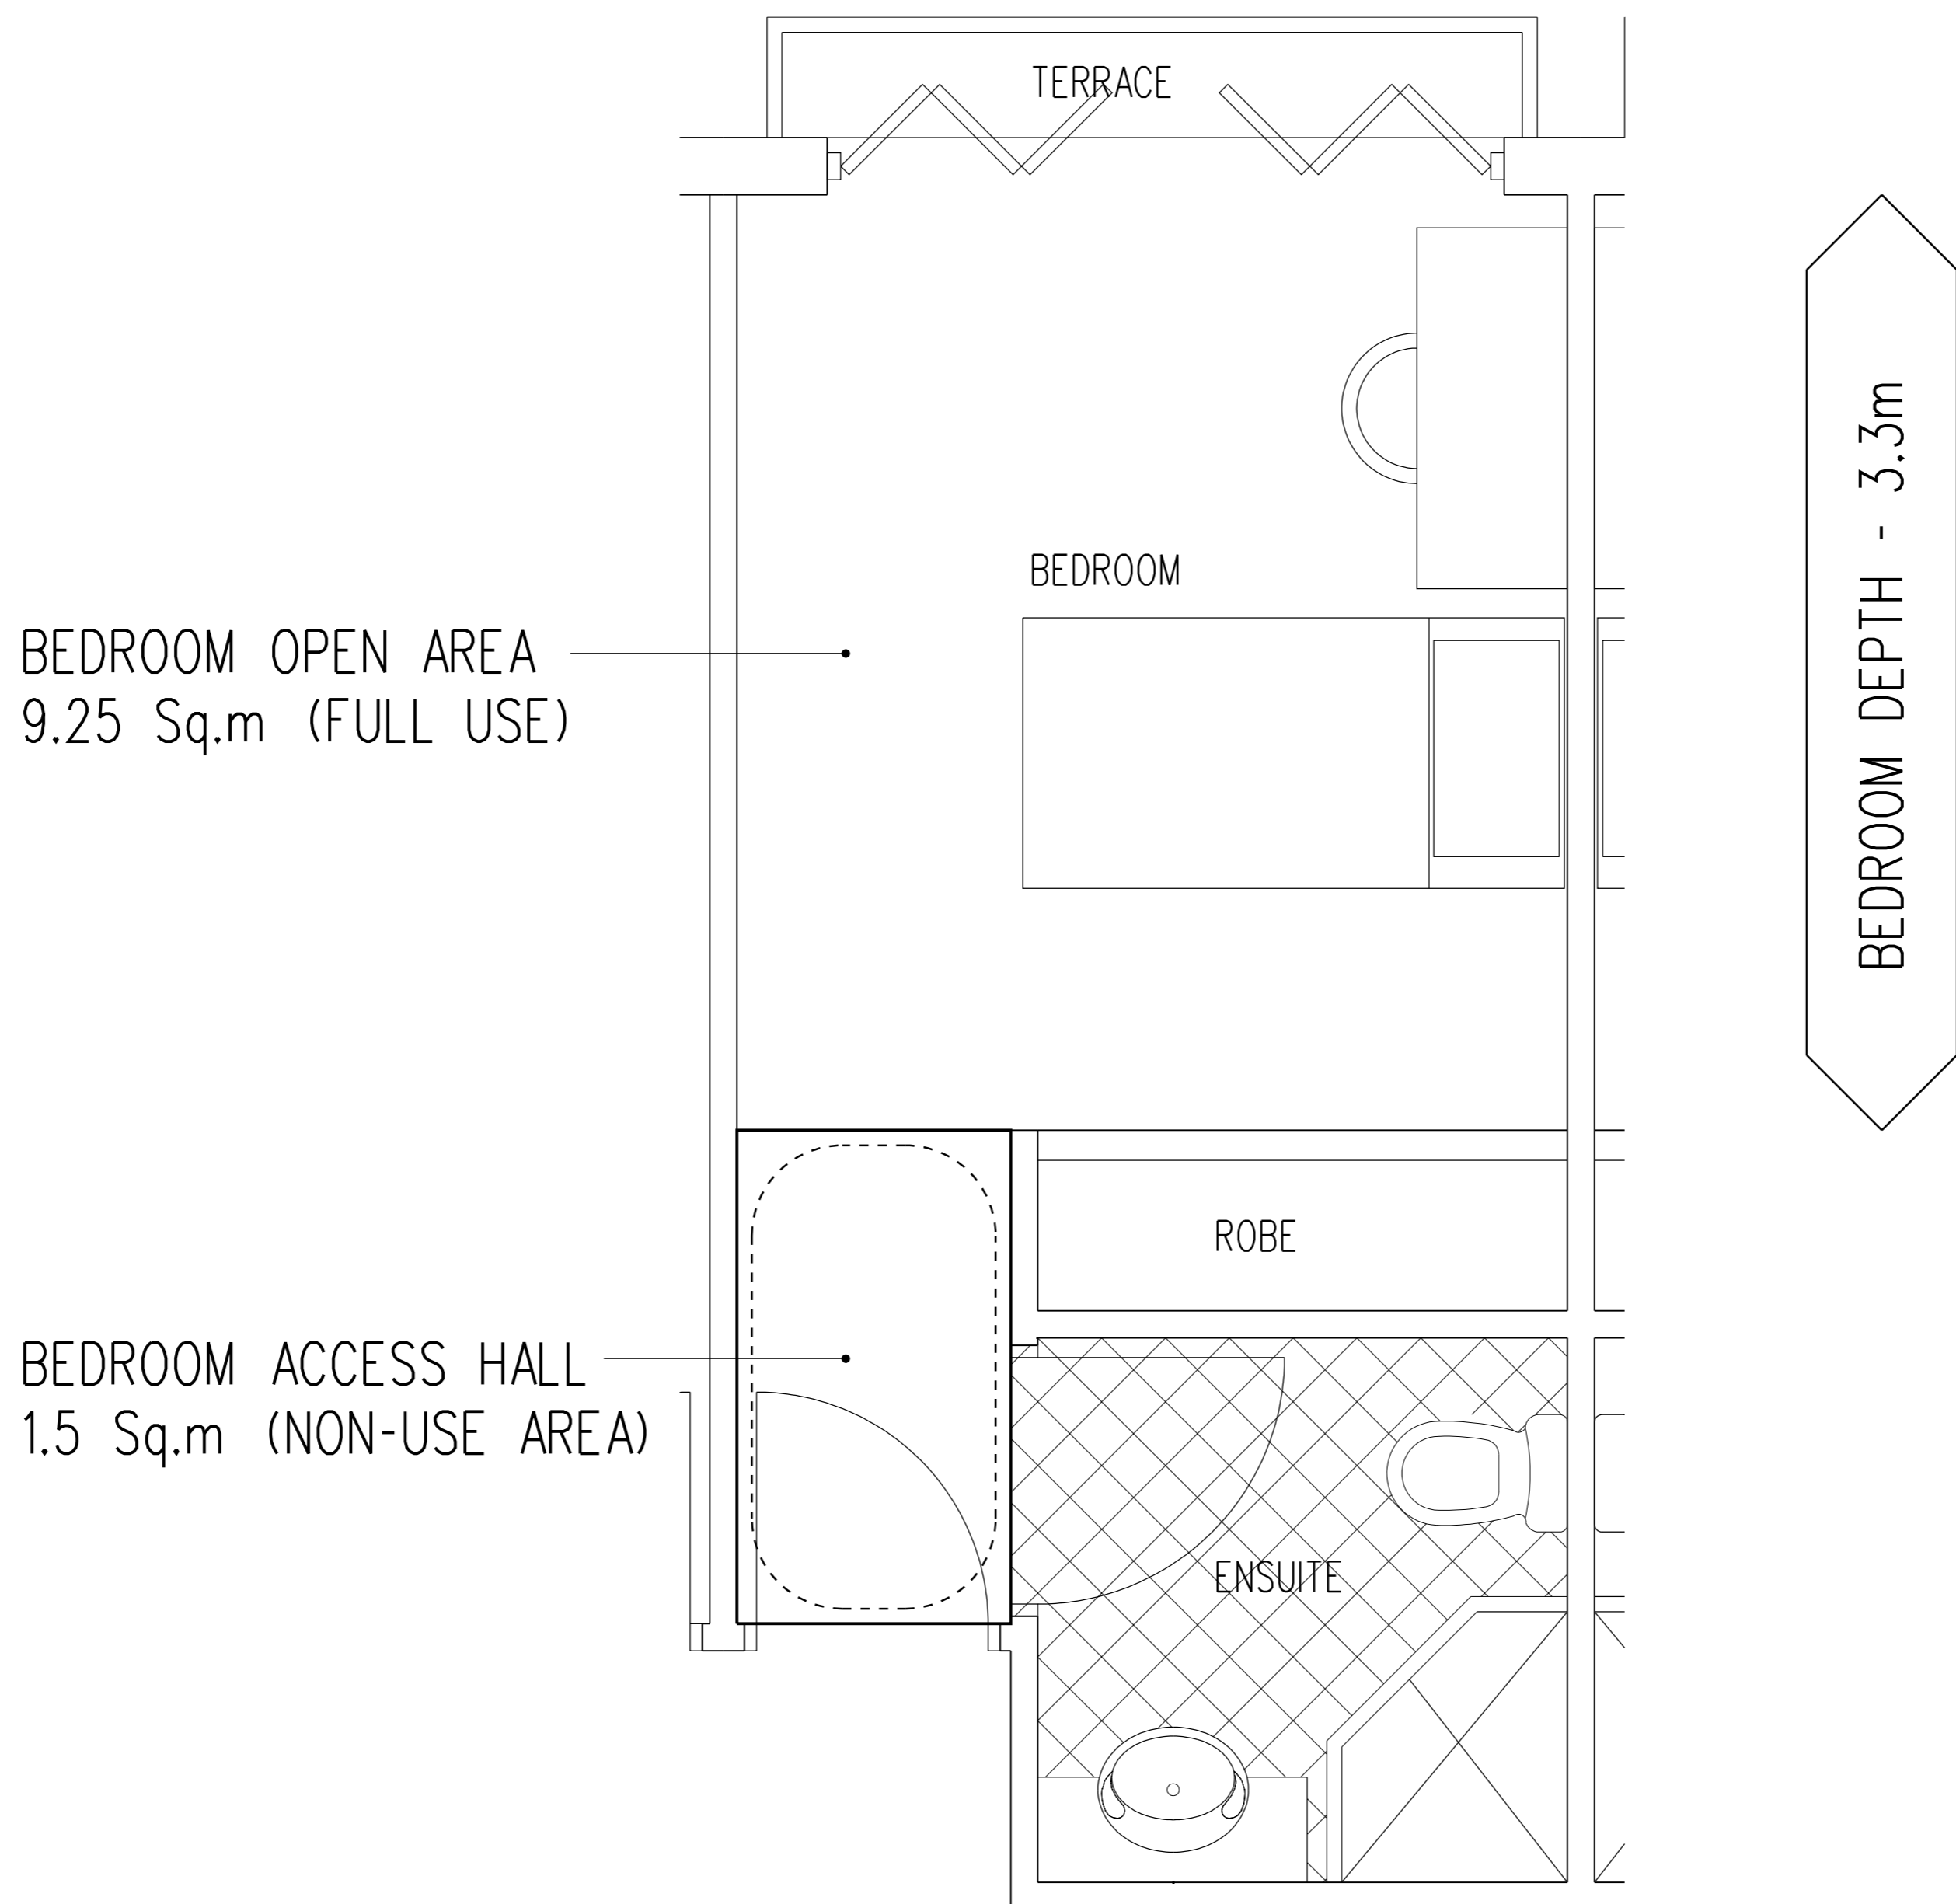 TERRACE
BEDROOM
BEDROOM OPEN AREA
9.25 Sq.m (FULL USE)
BEDROOM DEPTH - 3.3m
ROBE
BEDROOM ACCESS HALL
1.5 Sq.m (NON-USE AREA)
ENSUITE